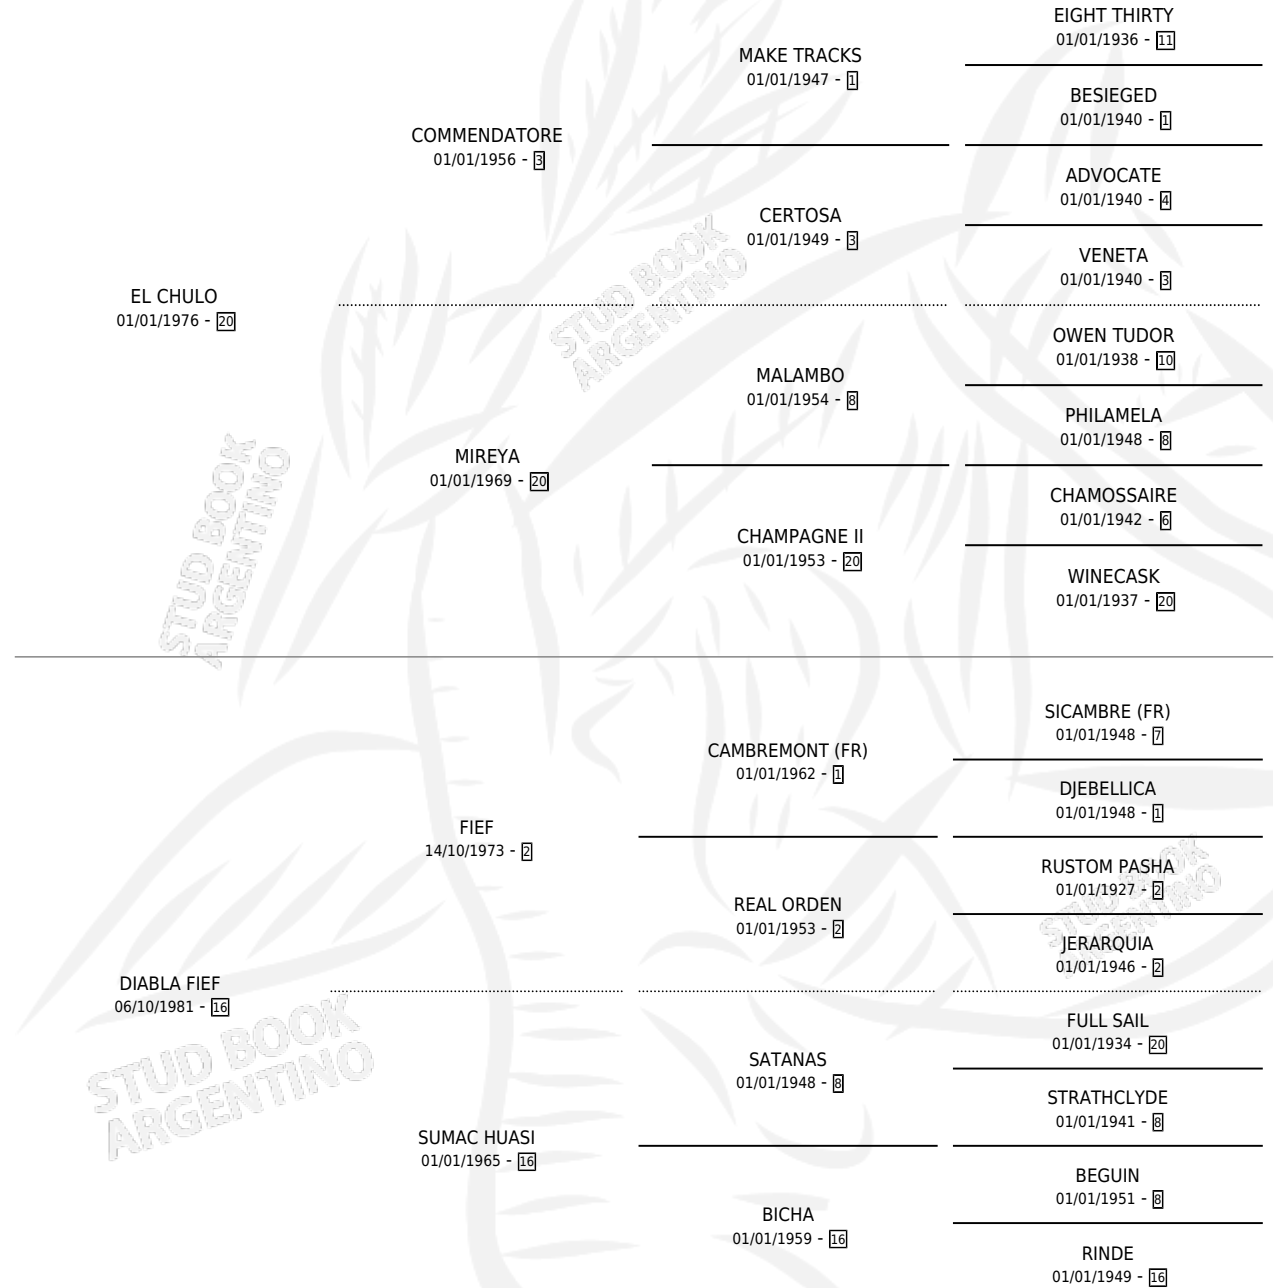 EIGHT THIRTY
01/01/1936 - 11
MAKE TRACKS
01/01/1947 - 1
BESIEGED
01/01/1940 - 1
COMMENDATORE
01/01/1956 - 3
ADVOCATE
01/01/1940 - 4
CERTOSA
01/01/1949 - 3
VENETA
01/01/1940 - 3
EL CHULO
01/01/1976 - 20
OWEN TUDOR
01/01/1938 - 10
MALAMBO
01/01/1954 - 8
PHILAMELA
01/01/1948 - 8
MIREYA
01/01/1969 - 20
CHAMOSSAIRE
01/01/1942 - 6
CHAMPAGNE II
01/01/1953 - 20
WINECASK
01/01/1937 - 20
STUD BOOK
ARGENTINO
STUD BOOK
ARGENTINO
SICAMBRE (FR)
01/01/1948 - 7
CAMBREMONT (FR)
01/01/1962 - 1
DJEBELLICA
01/01/1948 - 1
FIEF
14/10/1973 - 2
RUSTOM PASHA
01/01/1927 - 2
REAL ORDEN
01/01/1953 - 2
JERARQUIA
01/01/1946 - 2
DIABLA FIEF
06/10/1981 - 16
FULL SAIL
01/01/1934 - 20
SATANAS
01/01/1948 - 8
STRATHCLYDE
01/01/1941 - 8
SUMAC HUASI
01/01/1965 - 16
BEGUIN
01/01/1951 - 8
BICHA
01/01/1959 - 16
RINDE
01/01/1949 - 16
STUD BOOK
ARGENTINO
STUD BOOK
ARGENTINO